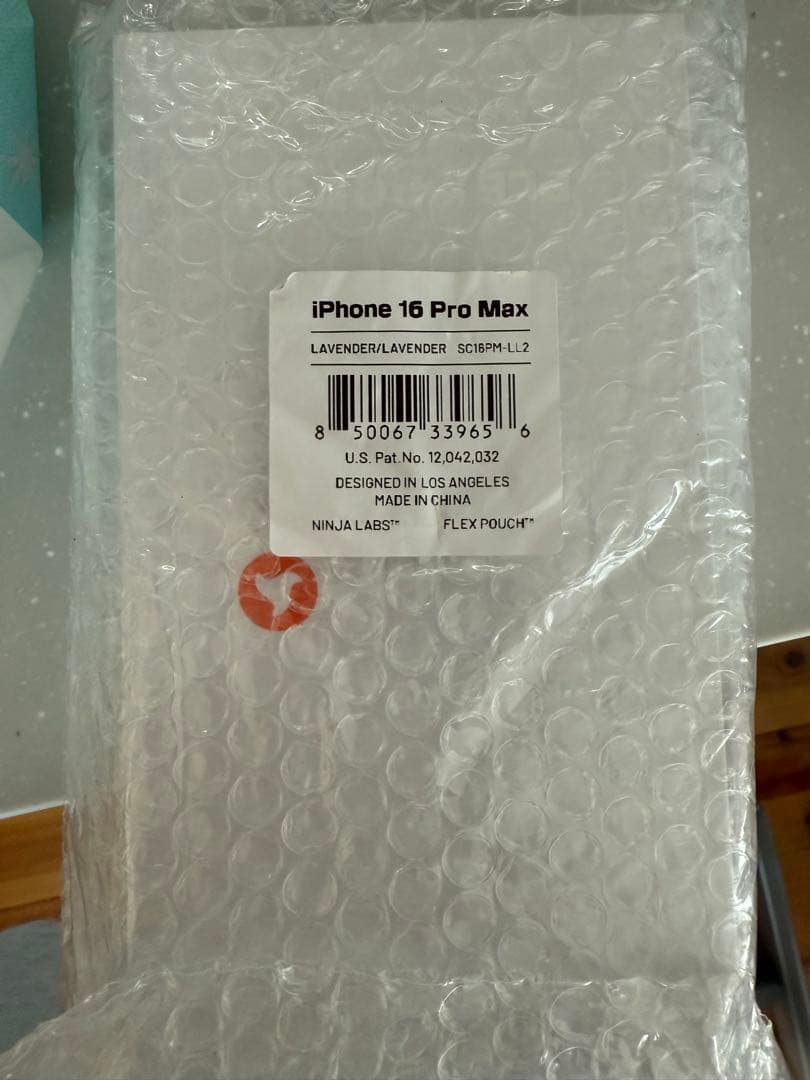 iPhone 16 Pro Max
LAVENDER/LAVENDER SC16PM-LL2
8 50067 33965 6
U.S. Pat.No. 12,042,032
DESIGNED IN LOS ANGELES
MADE IN CHINA
NINJA LABS™ FLEX POUCH™